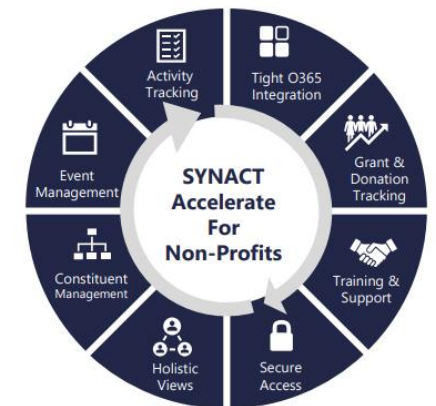 Activity
Tracking
Tight O365
Integration
Grant &
Donation
Tracking
Training &
Support
Secure
Access
Holistic
Views
Constituent
Management
Event
Management
SYNACT
Accelerate
For
Non-Profits